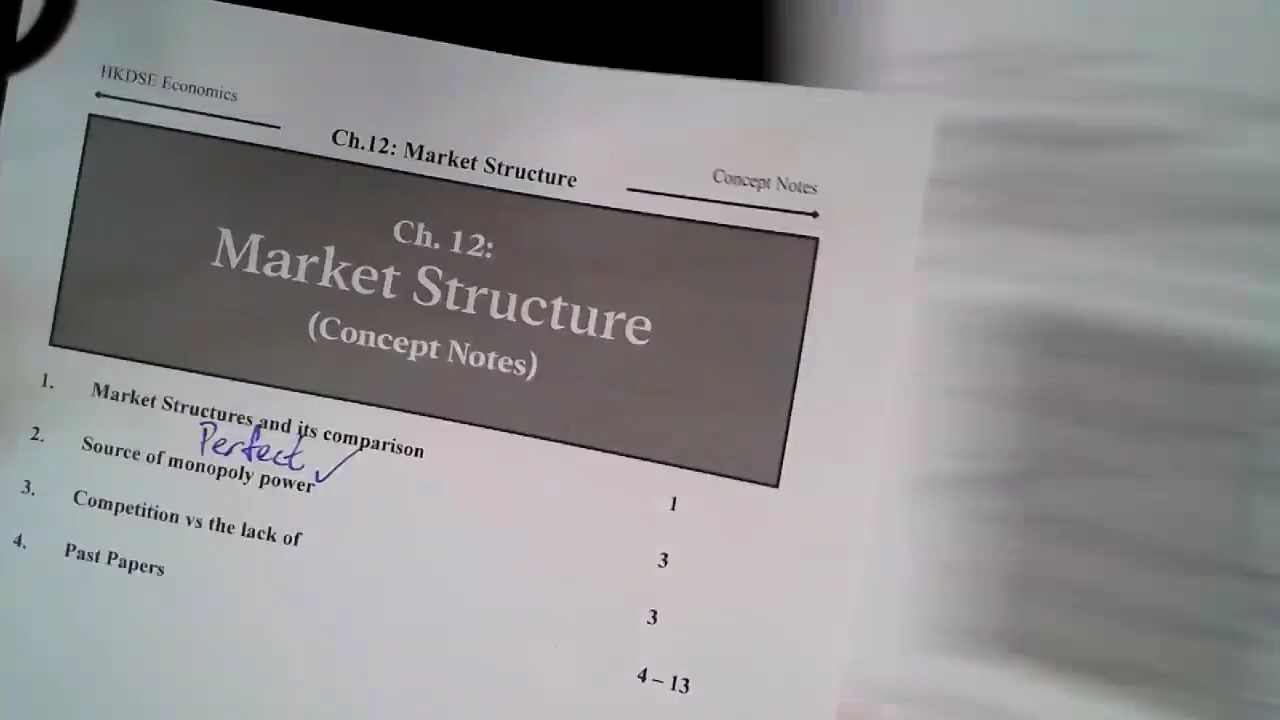 HKDSE Economics
Ch.12: Market Structure
Concept Notes
Ch. 12:
Market Structure
(Concept Notes)
1. Market Structures and its comparison 1
Perfect ✓
2. Source of monopoly power 3
3. Competition vs the lack of 3
4. Past Papers 4 – 13